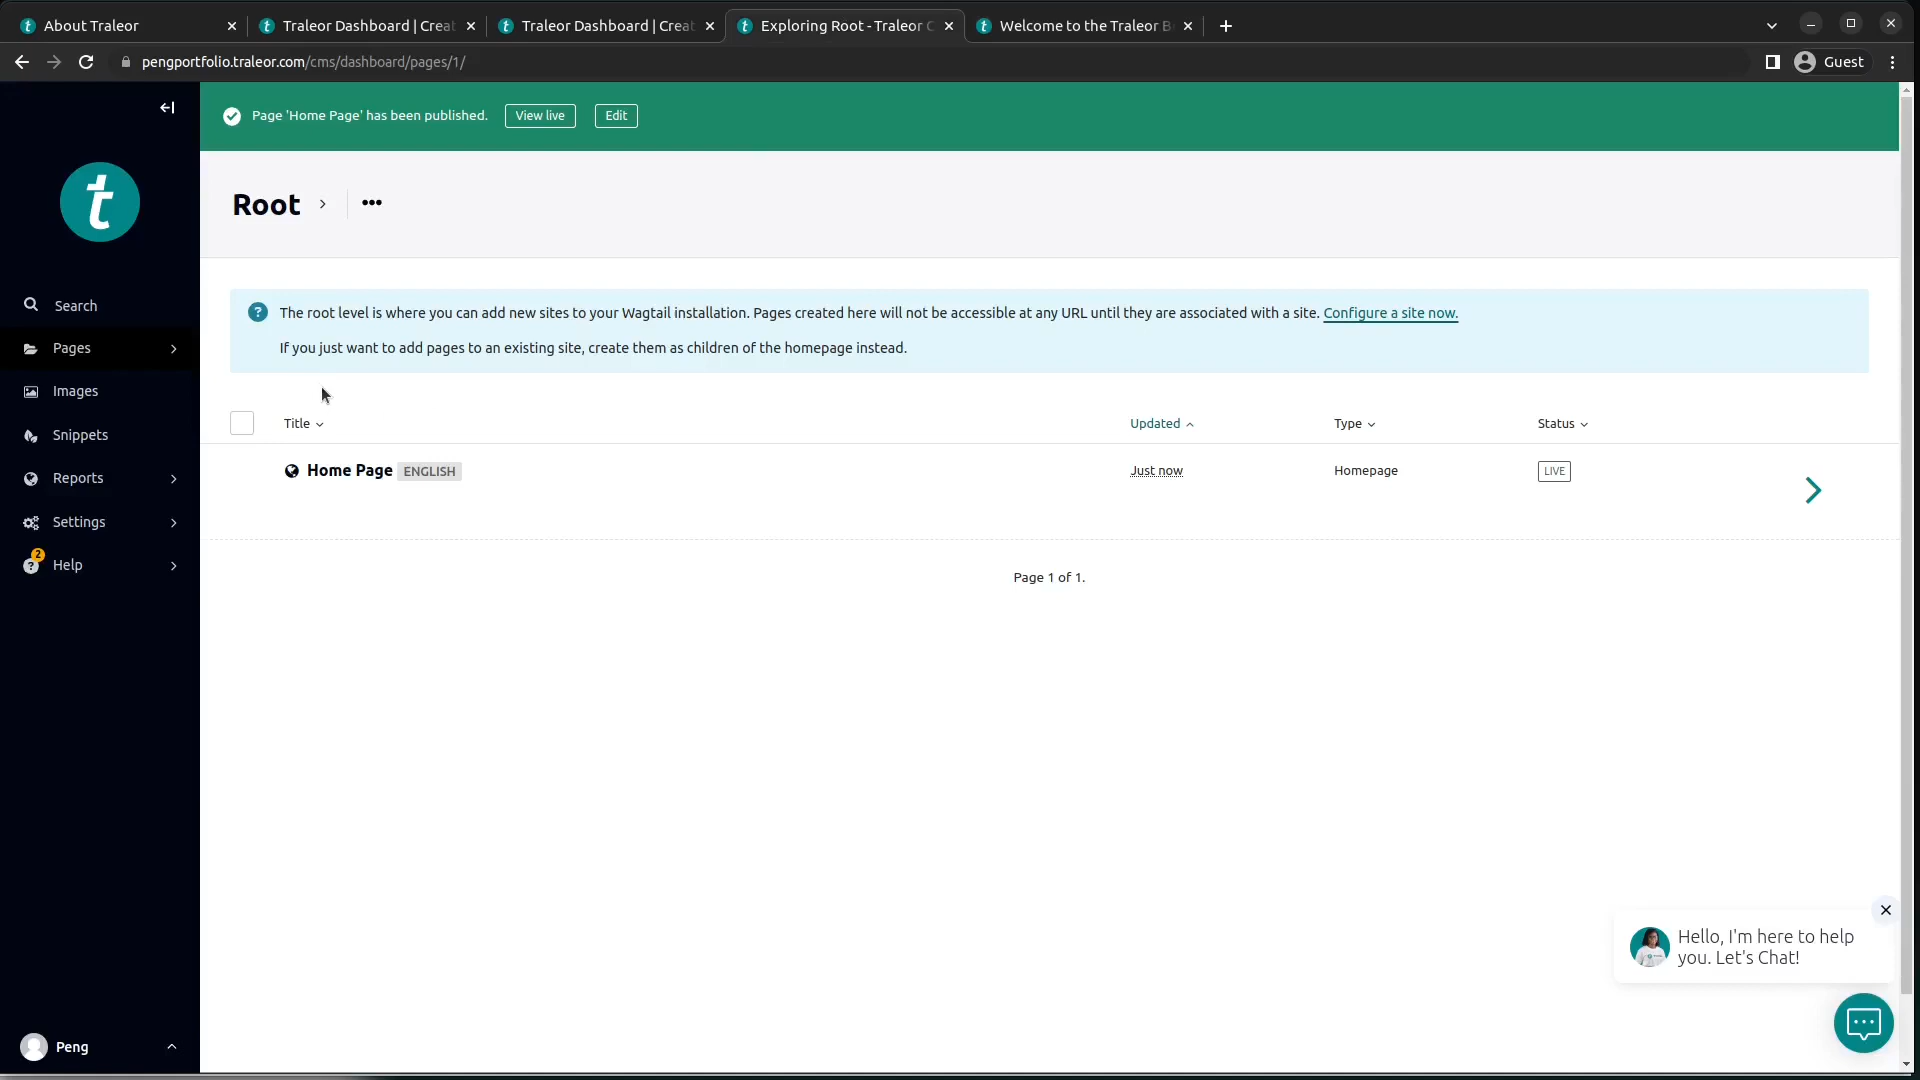 About Traleor
Traleor Dashboard | Creat
Traleor Dashboard | Creat
Exploring Root - Traleor C
Welcome to the Traleor B
pengportfolio.traleor.com/cms/dashboard/pages/1/
Guest
Page 'Home Page' has been published.
View live
Edit
t
Root
Search
Pages
Images
Snippets
Reports
Settings
2
Help
Peng
The root level is where you can add new sites to your Wagtail installation. Pages created here will not be accessible at any URL until they are associated with a site. Configure a site now.
If you just want to add pages to an existing site, create them as children of the homepage instead.
Title
Updated
Type
Status
Home Page ENGLISH
Just now
Homepage
LIVE
Page 1 of 1.
Hello, I'm here to help
you. Let's Chat!